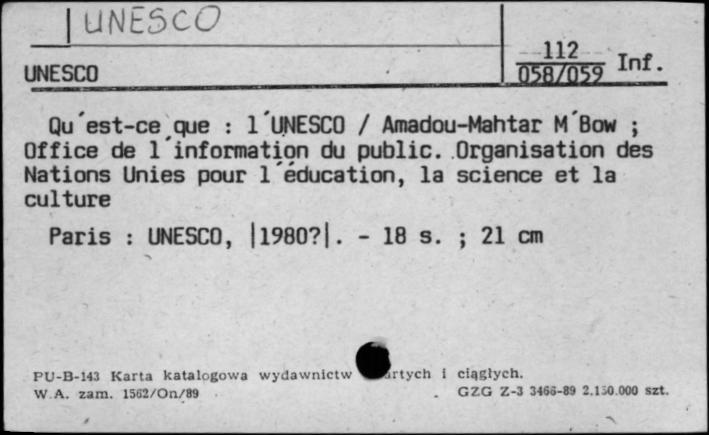 UNESCO
112
UNESCO 058/059 Inf.
Qu´est-ce que : l´UNESCO / Amadou-Mahtar M´Bow ;
Office de l´information du public. Organisation des
Nations Unies pour l´éducation, la science et la
culture
Paris : UNESCO, |1980?|. - 18 s. ; 21 cm
PU-B-143 Karta katalogowa wydawnictw i ciągłych.
W.A. zam. 1562/On/89 GZG Z-3 3466-89 2.150.000 szt.